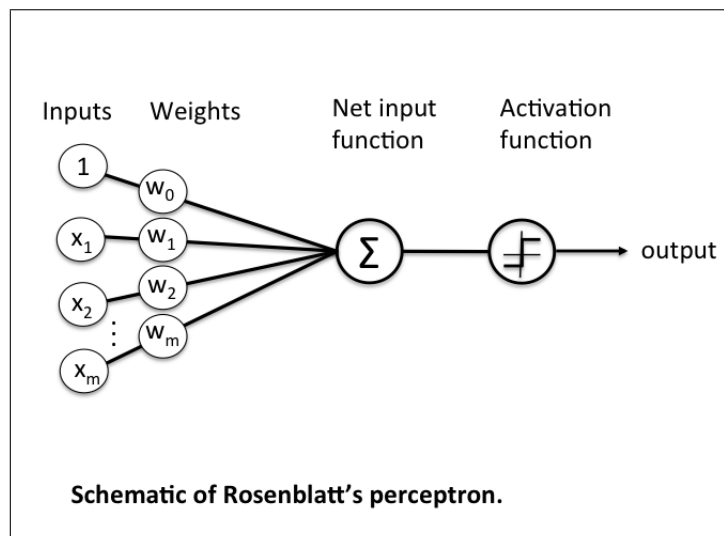 Inputs Weights Net input function Activation function
1
w0
x1 w1
x2 w2
⋮
xm wm
Σ
output
Schematic of Rosenblatt's perceptron.